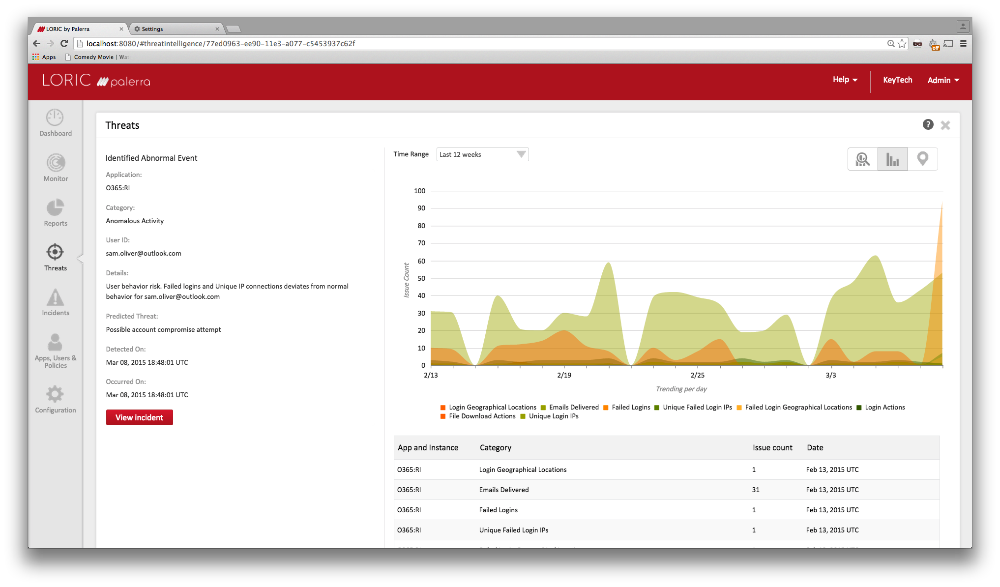 LORIC by Palerra
Settings
localhost:8080/#threatintelligence/77ed0963-ee90-11e3-a077-c5453937c62f
off
Apps
Comedy Movie | Wat
LORIC palerra
Help
KeyTech
Admin
Dashboard
Monitor
Reports
Threats
Incidents
Apps, Users &
Policies
Configuration
Threats
?
Identified Abnormal Event
Application:
O365:RI
Category:
Anomalous Activity
User ID:
sam.oliver@outlook.com
Details:
User behavior risk. Failed logins and Unique IP connections deviates from normal
behavior for sam.oliver@outlook.com
Predicted Threat:
Possible account compromise attempt
Detected On:
Mar 08, 2015 18:48:01 UTC
Occurred On:
Mar 08, 2015 18:48:01 UTC
View incident
Time Range
Last 12 weeks
100
90
80
70
60
50
40
30
20
10
0
Issue Count
2/13 2/19 2/25 3/3
Trending per day
Login Geographical Locations Emails Delivered Failed Logins Unique Failed Login IPs Failed Login Geographical Locations Login Actions
File Download Actions Unique Login IPs
App and Instance Category Issue count Date
O365:RI Login Geographical Locations 1 Feb 13, 2015 UTC
O365:RI Emails Delivered 31 Feb 13, 2015 UTC
O365:RI Failed Logins 1 Feb 13, 2015 UTC
O365:RI Unique Failed Login IPs 1 Feb 13, 2015 UTC